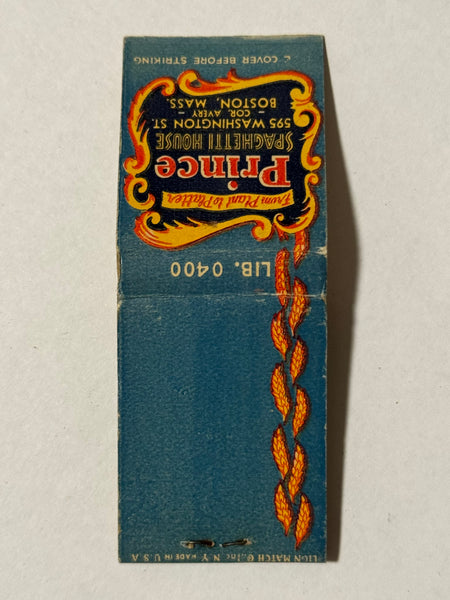 LION MATCH CO., Inc. N.Y. MADE IN U.S.A
LIB. 0400
From Plant to Platter
Prince
SPAGHETTI HOUSE
595 WASHINGTON ST.
- COR. AVERY -
BOSTON, MASS.
COVER BEFORE STRIKING